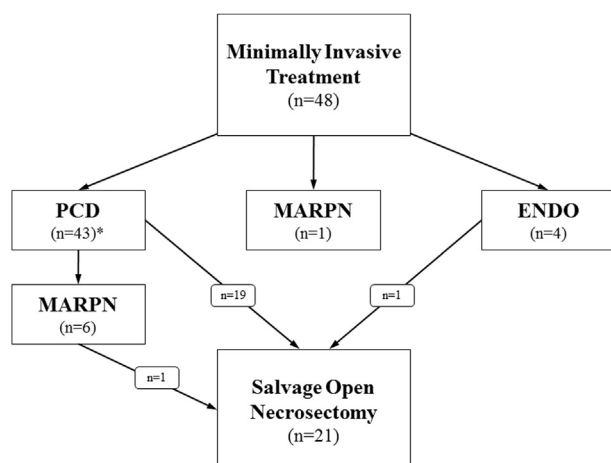 Minimally Invasive
Treatment
(n=48)
PCD
(n=43)*
MARPN
(n=1)
ENDO
(n=4)
MARPN
(n=6)
n=19
n=1
n=1
Salvage Open
Necrosectomy
(n=21)